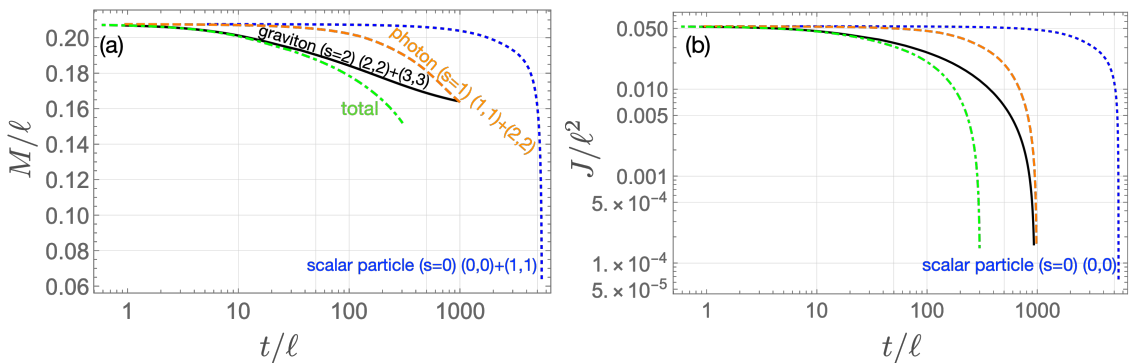 (a)
graviton (s=2) (2,2)+(3,3)
photon (s=1) (1,1)+(2,2)
total
scalar particle (s=0) (0,0)+(1,1)
M/ℓ
0.20
0.18
0.16
0.14
0.12
0.10
0.08
0.06
1 10 100 1000
t/ℓ
(b)
scalar particle (s=0) (0,0)
J/ℓ²
0.050
0.010
0.005
0.001
5.×10⁻⁴
1.×10⁻⁴
5.×10⁻⁵
1 10 100 1000
t/ℓ